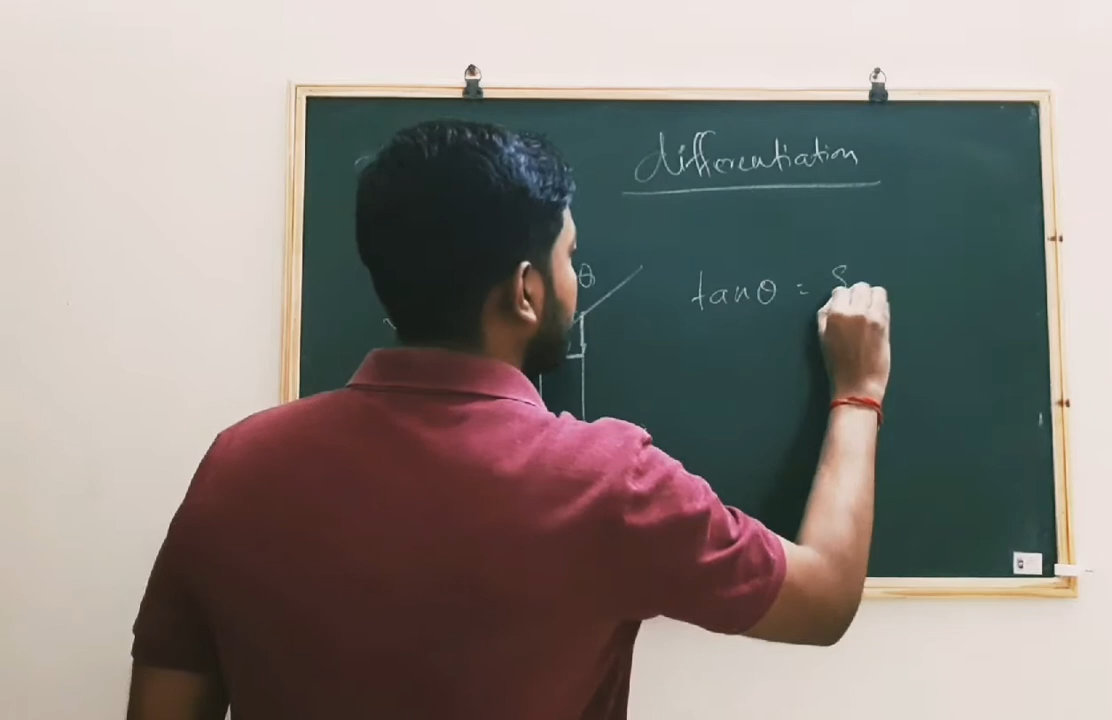 differentiation
θ
tanθ =